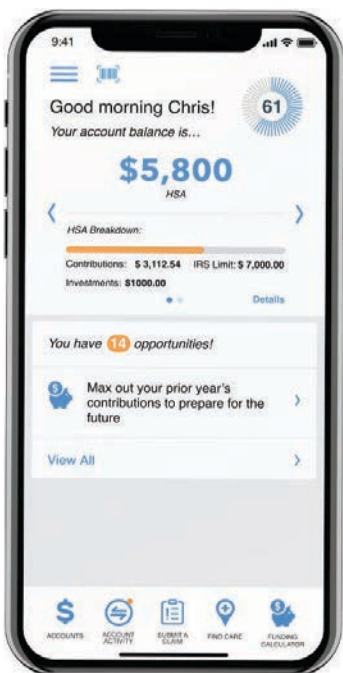 9:41
Good morning Chris!
61
Your account balance is...
$5,800
HSA
HSA Breakdown:
Contributions: $ 3,112.54 IRS Limit: $ 7,000.00
Investments: $1000.00
Details
You have 14 opportunities!
Max out your prior year's
contributions to prepare for the
future
View All
ACCOUNTS
ACCOUNT
ACTIVITY
SUBMIT A
CLAIM
FIND CARE
FUNDING
CALCULATOR